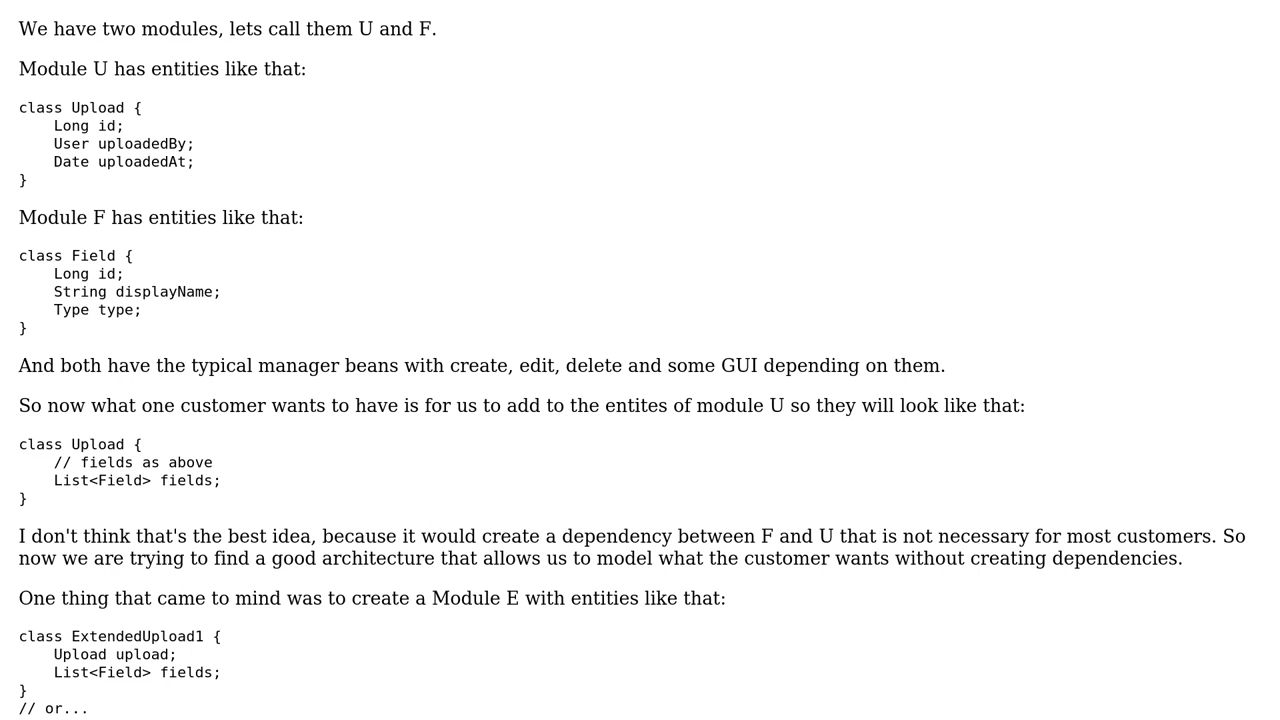 We have two modules, lets call them U and F.
Module U has entities like that:
class Upload {
    Long id;
    User uploadedBy;
    Date uploadedAt;
}
Module F has entities like that:
class Field {
    Long id;
    String displayName;
    Type type;
}
And both have the typical manager beans with create, edit, delete and some GUI depending on them.
So now what one customer wants to have is for us to add to the entites of module U so they will look like that:
class Upload {
    // fields as above
    List<Field> fields;
}
I don't think that's the best idea, because it would create a dependency between F and U that is not necessary for most customers. So
now we are trying to find a good architecture that allows us to model what the customer wants without creating dependencies.
One thing that came to mind was to create a Module E with entities like that:
class ExtendedUpload1 {
    Upload upload;
    List<Field> fields;
}
// or...